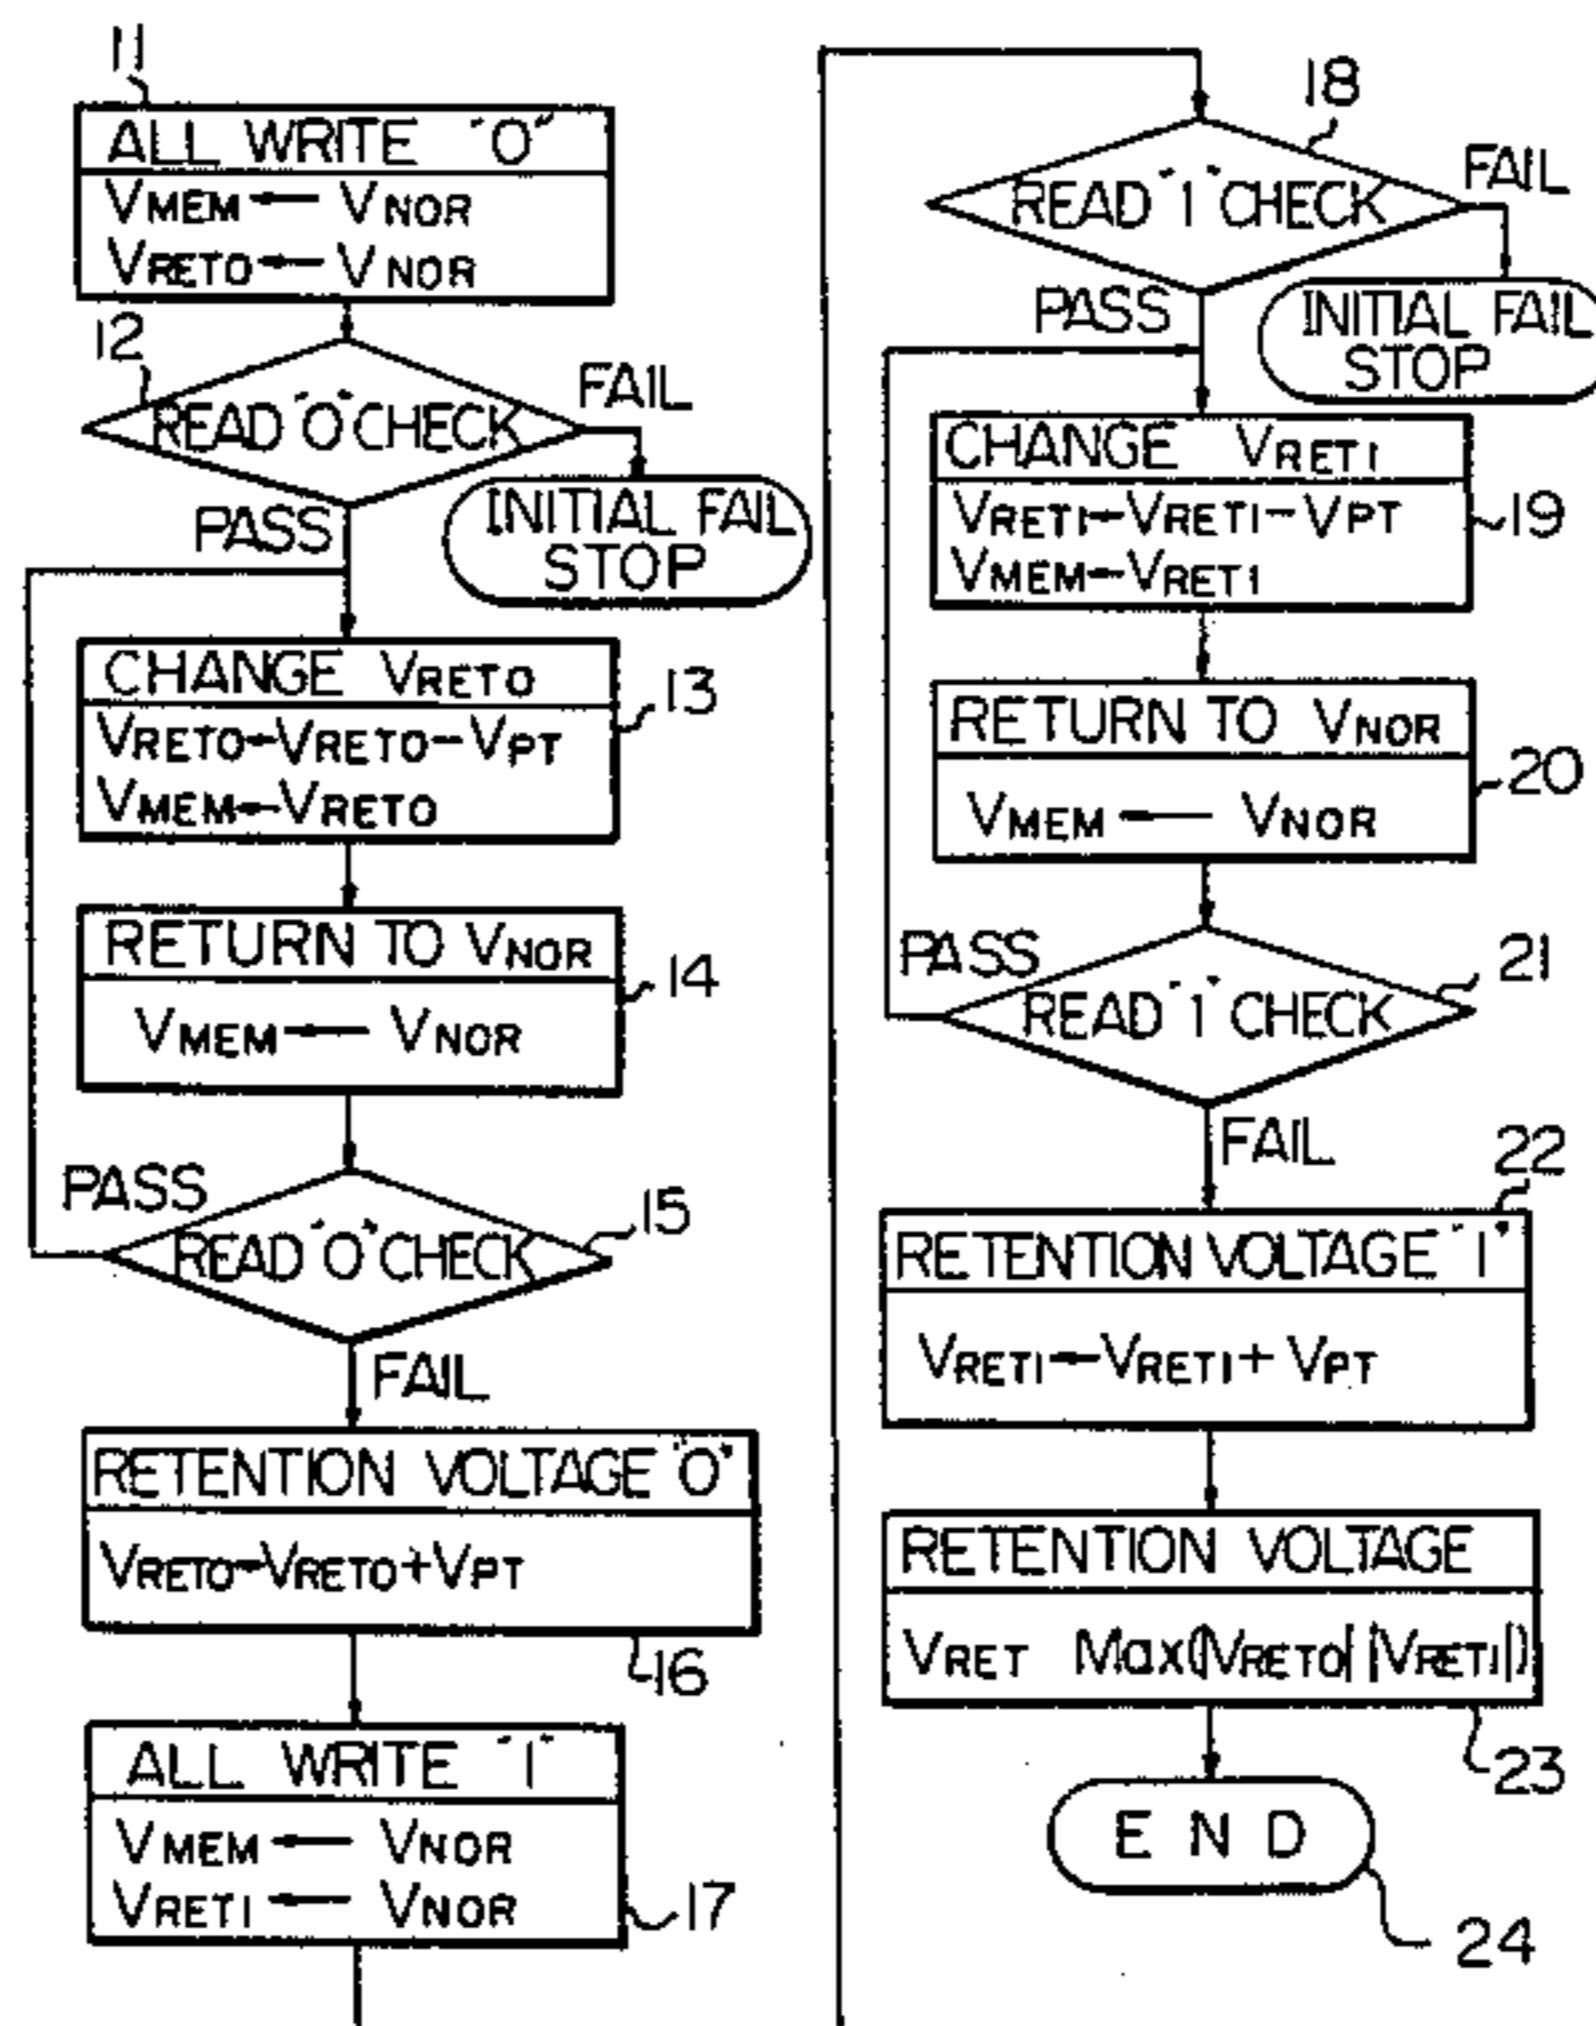 11
ALL WRITE "0"
VMEM ← VNOR
VRET0 ← VNOR
12
READ "0" CHECK
FAIL
INITIAL FAIL
STOP
PASS
CHANGE VRET0
VRET0 ← VRET0 - VPT
VMEM ← VRET0
13
RETURN TO VNOR
VMEM ← VNOR
14
PASS
READ "0" CHECK
15
FAIL
RETENTION VOLTAGE "0"
VRET0 ← VRET0 + VPT
16
ALL WRITE "1"
VMEM ← VNOR
VRET1 ← VNOR
17
18
READ "1" CHECK
FAIL
INITIAL FAIL
STOP
PASS
CHANGE VRET1
VRET1 ← VRET1 - VPT
VMEM ← VRET1
19
RETURN TO VNOR
VMEM ← VNOR
20
PASS
READ "1" CHECK
21
FAIL
22
RETENTION VOLTAGE "1"
VRET1 ← VRET1 + VPT
RETENTION VOLTAGE
VRET Max(|VRET0| |VRET1|)
23
END
24